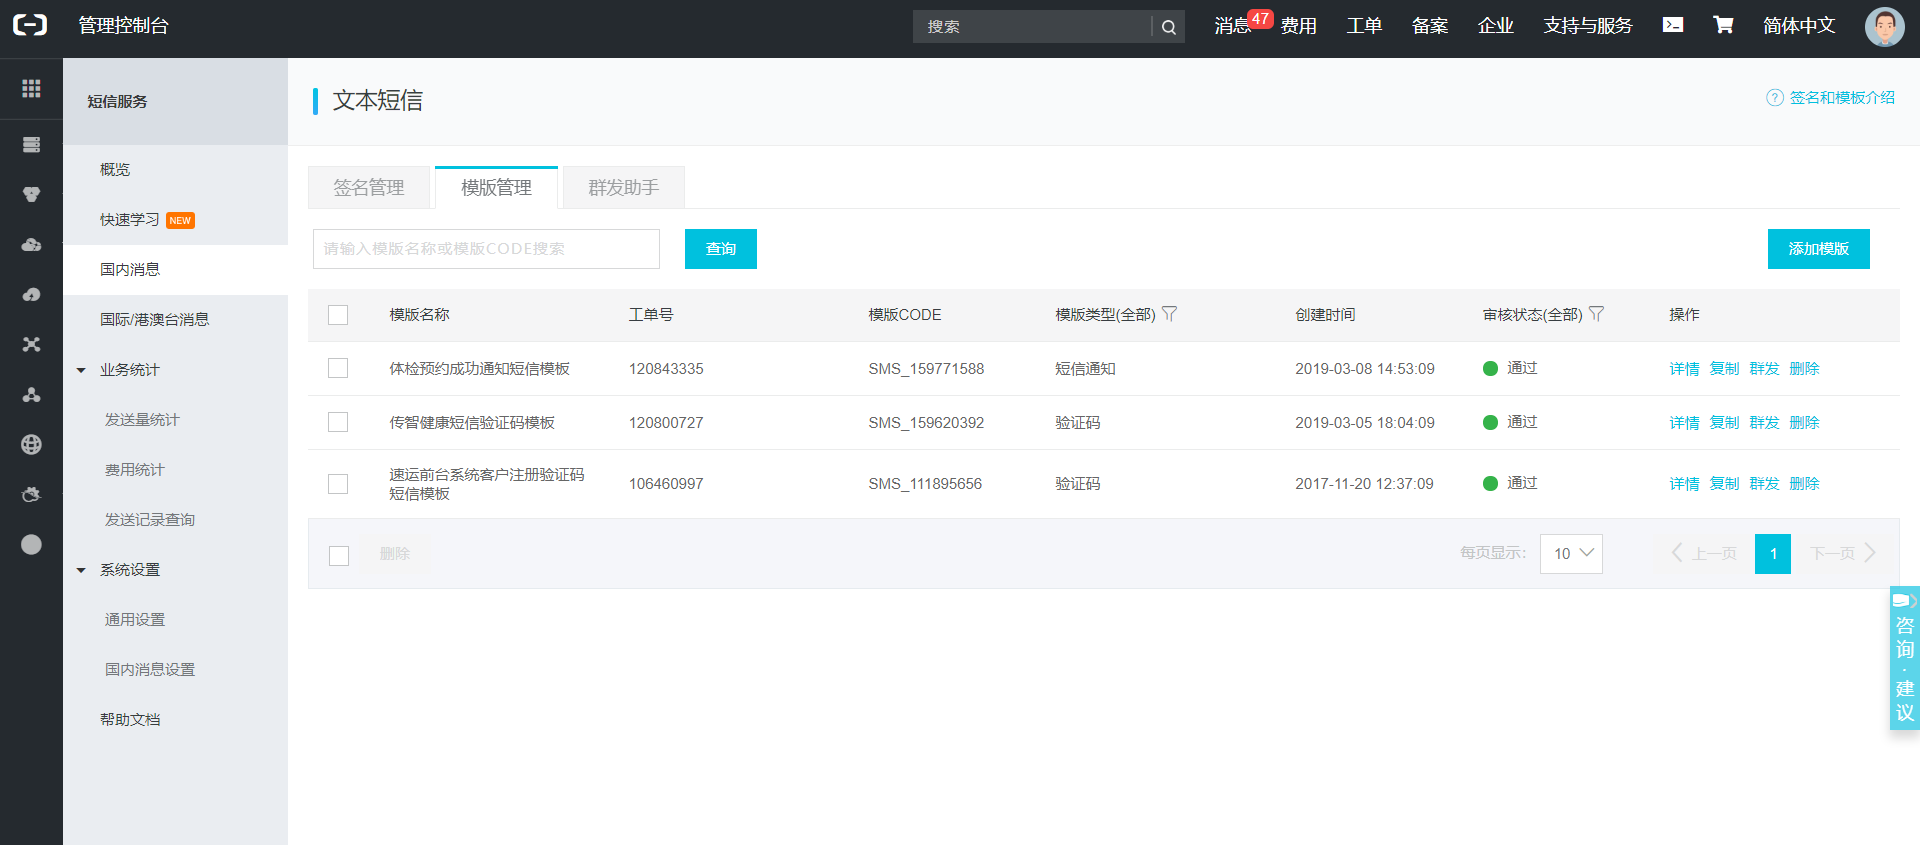 管理控制台
搜索
消息 47 费用 工单 备案 企业 支持与服务 简体中文
短信服务
概览
快速学习 NEW
国内消息
国际/港澳台消息
业务统计
发送量统计
费用统计
发送记录查询
系统设置
通用设置
国内消息设置
帮助文档
文本短信
? 签名和模板介绍
签名管理 模版管理 群发助手
请输入模版名称或模版CODE搜索 查询 添加模版
模版名称 工单号 模版CODE 模版类型(全部) 创建时间 审核状态(全部) 操作
体检预约成功通知短信模板 120843335 SMS_159771588 短信通知 2019-03-08 14:53:09 通过 详情 复制 群发 删除
传智健康短信验证码模板 120800727 SMS_159620392 验证码 2019-03-05 18:04:09 通过 详情 复制 群发 删除
速运前台系统客户注册验证码
短信模板 106460997 SMS_111895656 验证码 2017-11-20 12:37:09 通过 详情 复制 群发 删除
删除 每页显示: 10 上一页 1 下一页
咨询·建议